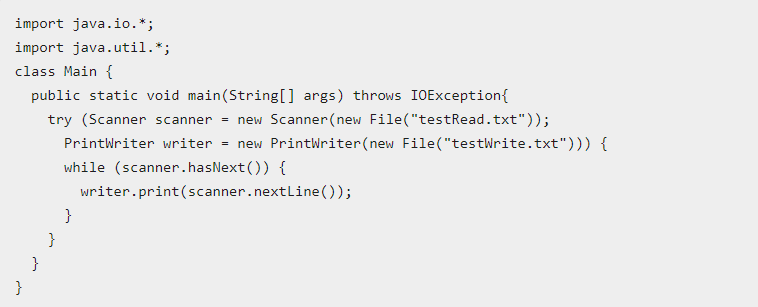 import java.io.*;
import java.util.*;
class Main {
  public static void main(String[] args) throws IOException{
    try (Scanner scanner = new Scanner(new File("testRead.txt"));
      PrintWriter writer = new PrintWriter(new File("testWrite.txt"))) {
      while (scanner.hasNext()) {
        writer.print(scanner.nextLine());
      }
    }
  }
}